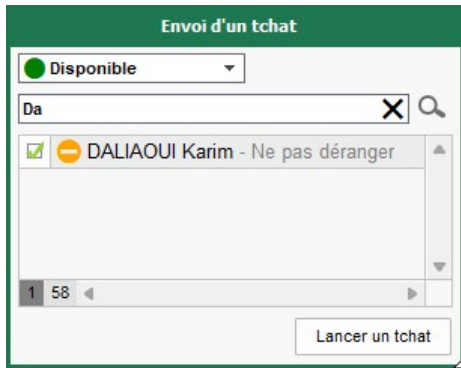 Envoi d'un tchat
Disponible
Da
DALIAOUI Karim - Ne pas déranger
1 58
Lancer un tchat